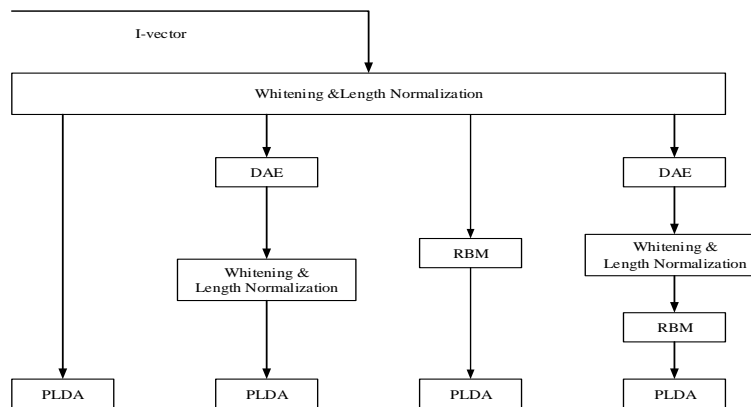 I-vector
Whitening &Length Normalization
DAE
DAE
Whitening &
Length Normalization
RBM
Whitening &
Length Normalization
RBM
PLDA
PLDA
PLDA
PLDA